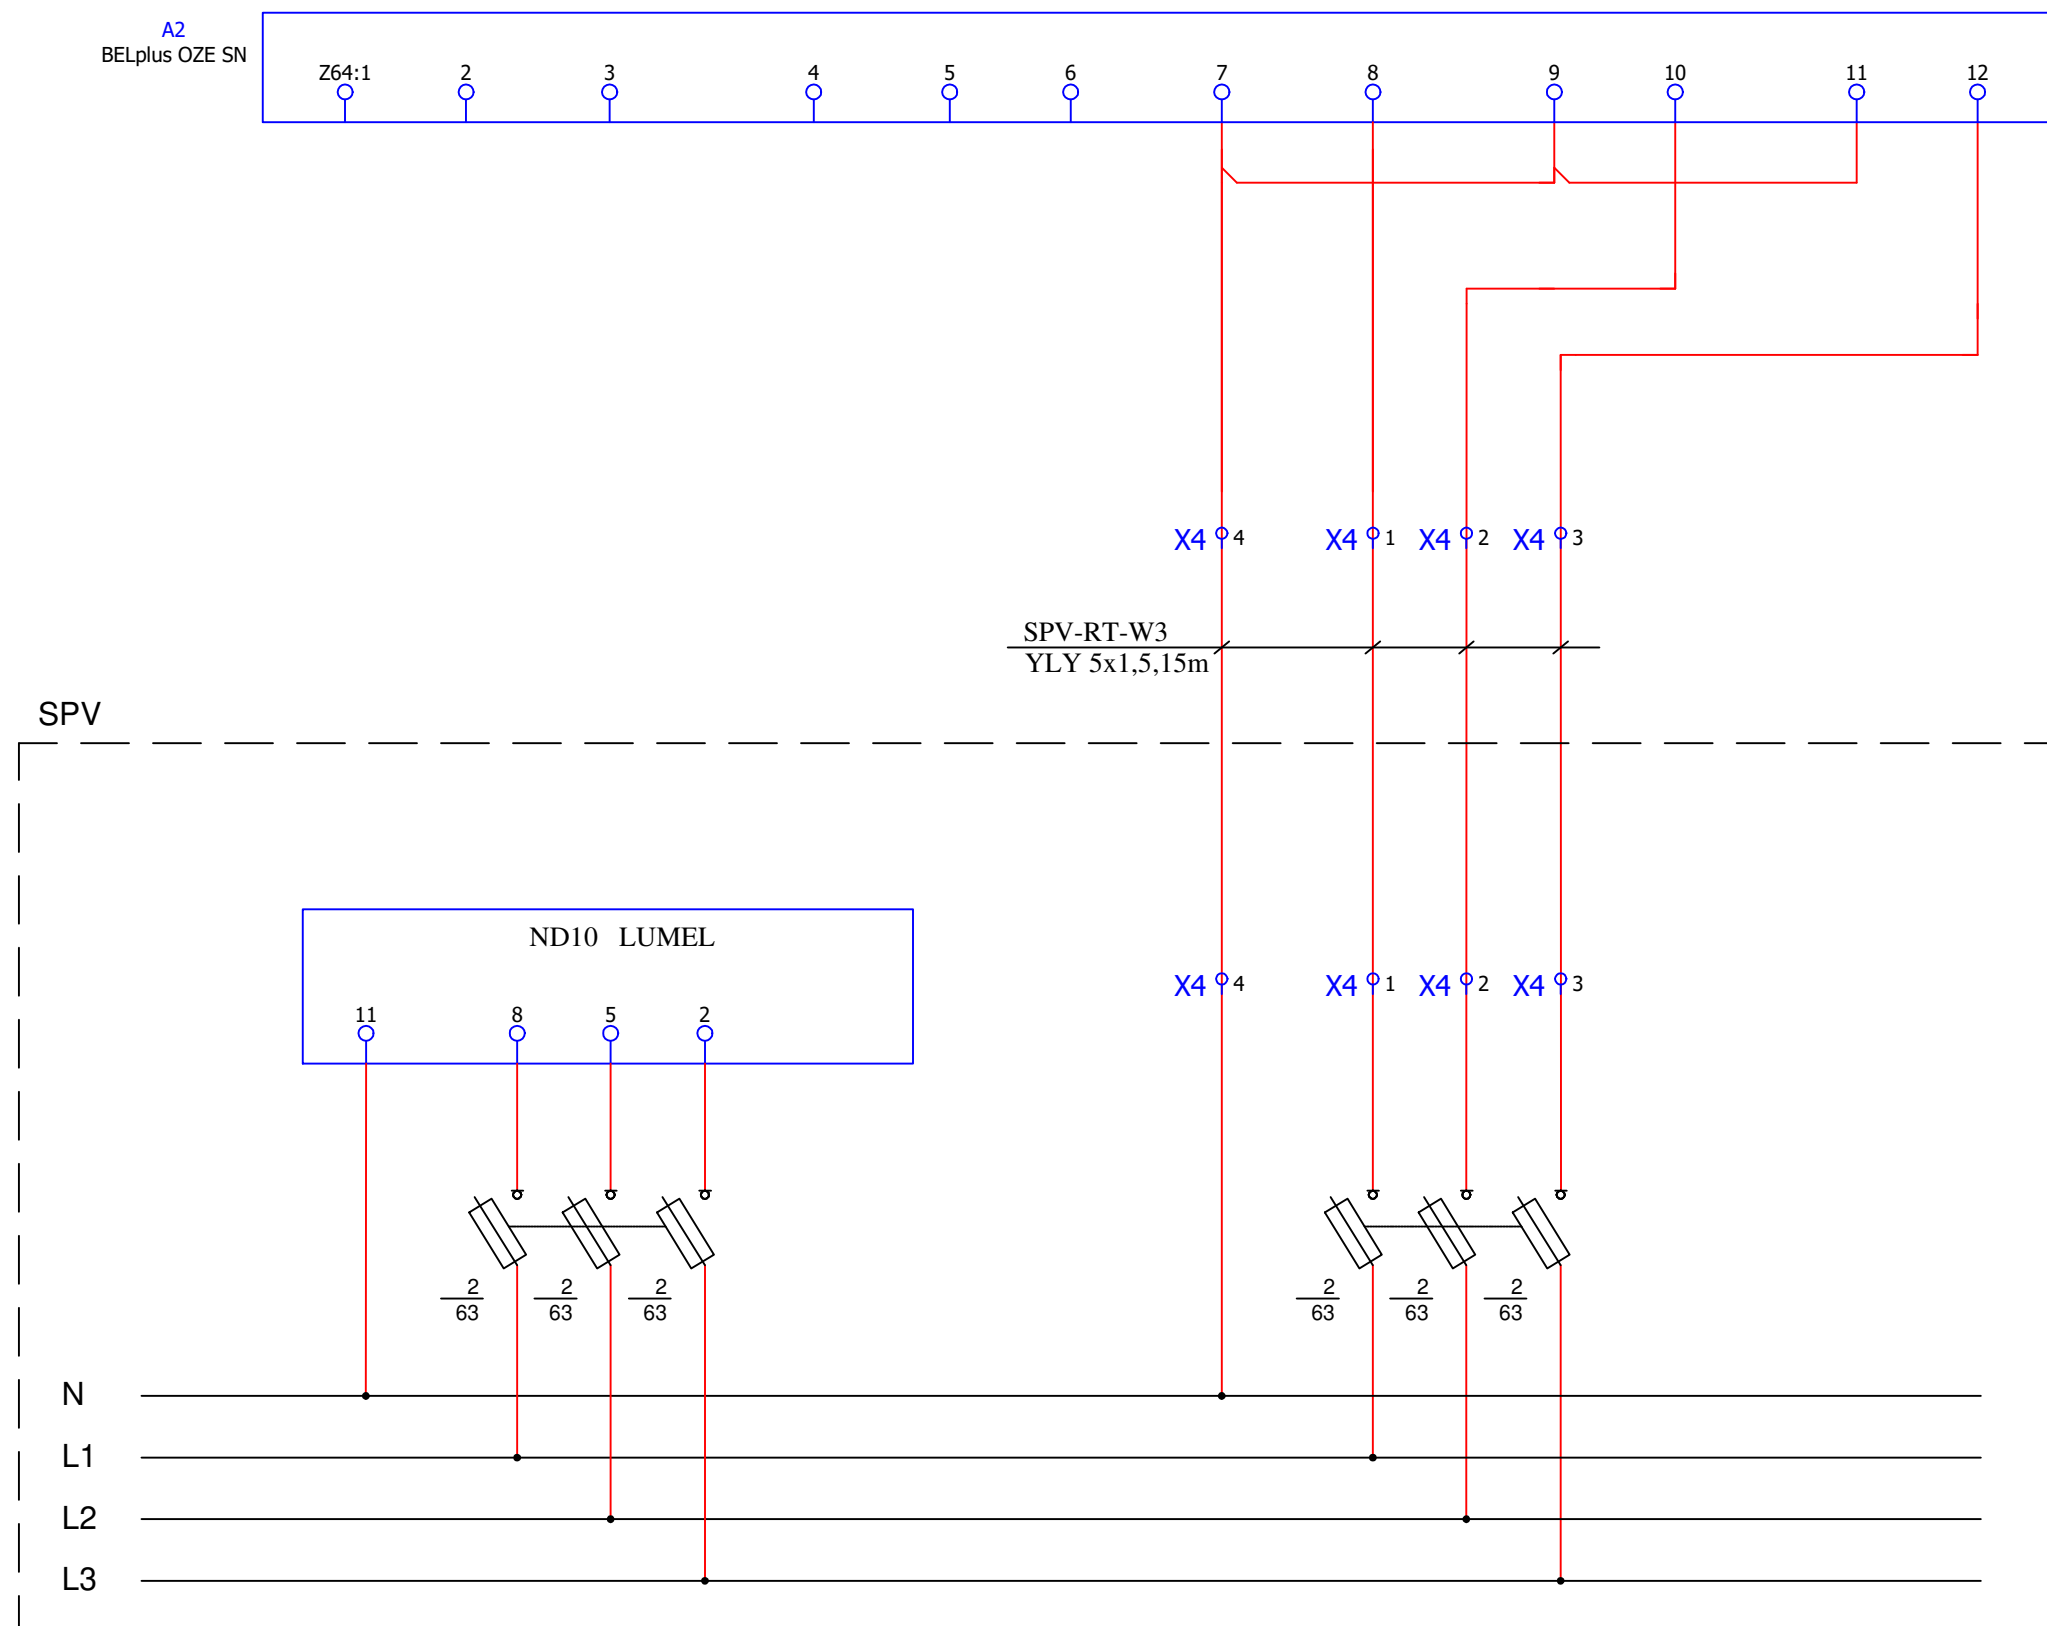 A2
BELplus OZE SN
Z64:1 2 3 4 5 6 7 8 9 10 11 12
X4 4 X4 1 X4 2 X4 3
SPV-RT-W3
YLY 5x1,5,15m
SPV
ND10 LUMEL
X4 4 X4 1 X4 2 X4 3
11 8 5 2
2 2 2 2 2 2
63 63 63 63 63 63
N
L1
L2
L3